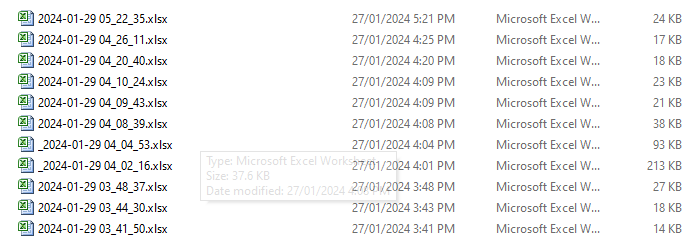 2024-01-29 05_22_35.xlsx 27/01/2024 5:21 PM Microsoft Excel W... 24 KB
2024-01-29 04_26_11.xlsx 27/01/2024 4:25 PM Microsoft Excel W... 17 KB
2024-01-29 04_20_40.xlsx 27/01/2024 4:20 PM Microsoft Excel W... 18 KB
2024-01-29 04_10_24.xlsx 27/01/2024 4:09 PM Microsoft Excel W... 23 KB
2024-01-29 04_09_43.xlsx 27/01/2024 4:09 PM Microsoft Excel W... 21 KB
2024-01-29 04_08_39.xlsx 27/01/2024 4:08 PM Microsoft Excel W... 38 KB
_2024-01-29 04_04_53.xlsx 27/01/2024 4:04 PM Microsoft Excel W... 93 KB
Type: Microsoft Excel Worksheet
_2024-01-29 04_02_16.xlsx 27/01/2024 4:01 PM Microsoft Excel W... 213 KB
Size: 37.6 KB
2024-01-29 03_48_37.xlsx 27/01/2024 3:48 PM Microsoft Excel W... 27 KB
Date modified: 27/01/2024 PM
2024-01-29 03_44_30.xlsx 27/01/2024 3:43 PM Microsoft Excel W... 18 KB
2024-01-29 03_41_50.xlsx 27/01/2024 3:41 PM Microsoft Excel W... 14 KB